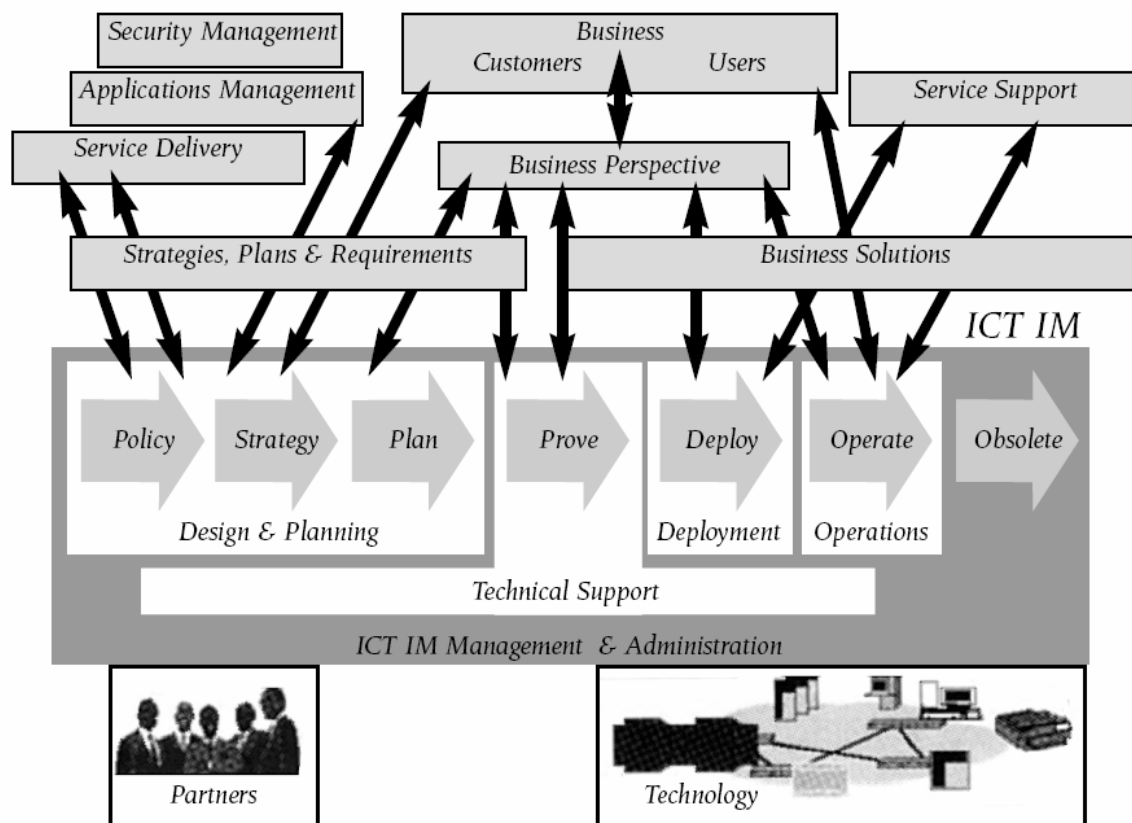 Security Management
Business
Customers Users
Applications Management
Service Support
Service Delivery
Business Perspective
Strategies, Plans & Requirements
Business Solutions
ICT IM
Policy
Strategy
Plan
Prove
Deploy
Operate
Obsolete
Design & Planning
Deployment
Operations
Technical Support
ICT IM Management & Administration
Partners
Technology